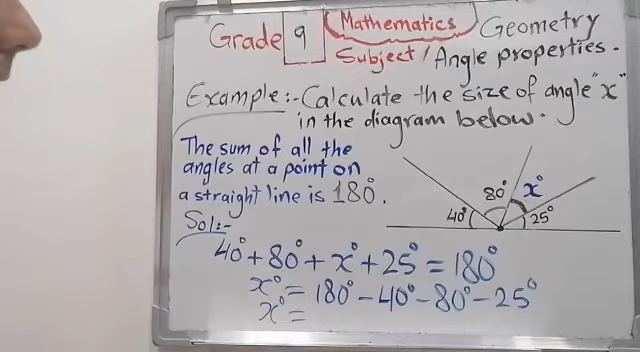 Grade 9 Mathematics Geometry
Subject / Angle properties.
Example:- Calculate the size of angle "x"
in the diagram below.
The sum of all the
angles at a point on
a straight line is 180°.
40° 80° x° 25°
Sol:-
40° + 80° + x° + 25° = 180°
x° = 180° - 40° - 80° - 25°
x° =